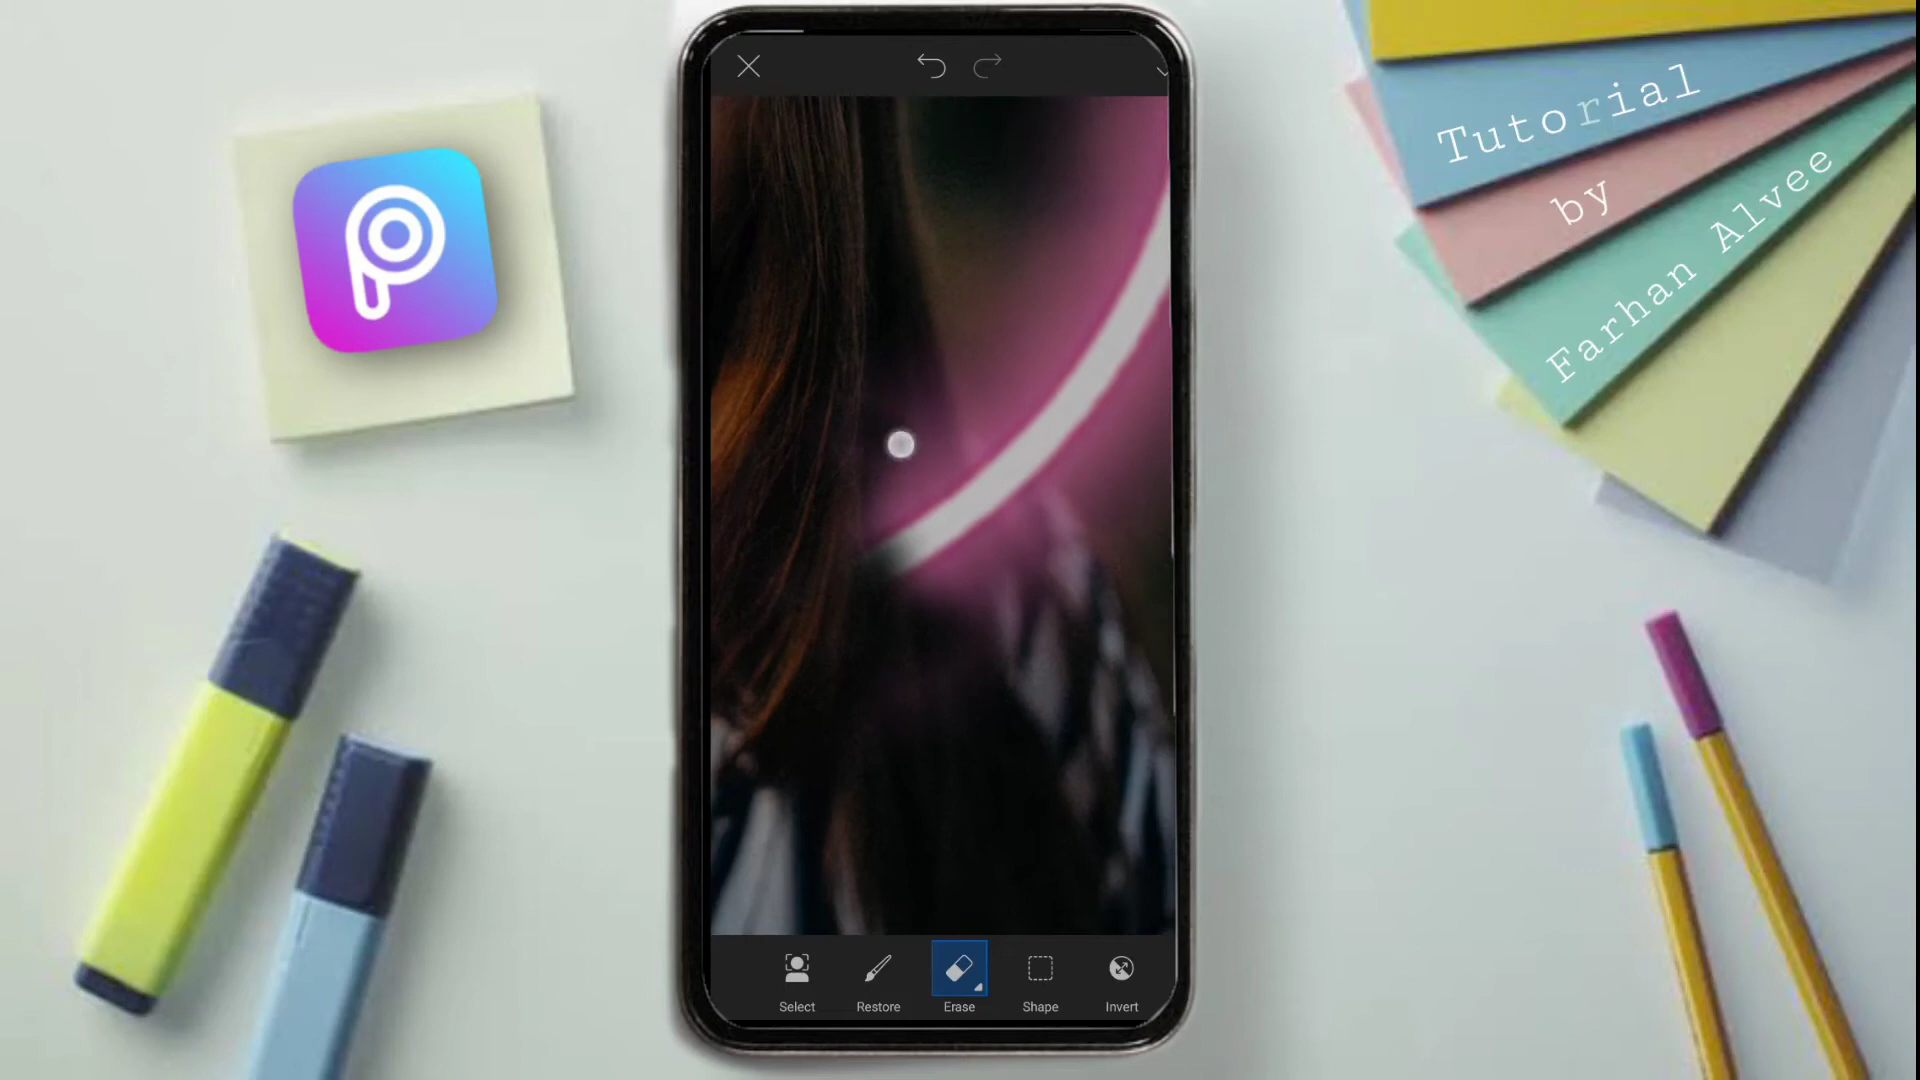 Tutorial
by
Farhan Alvee
Select
Restore
Erase
Shape
Invert